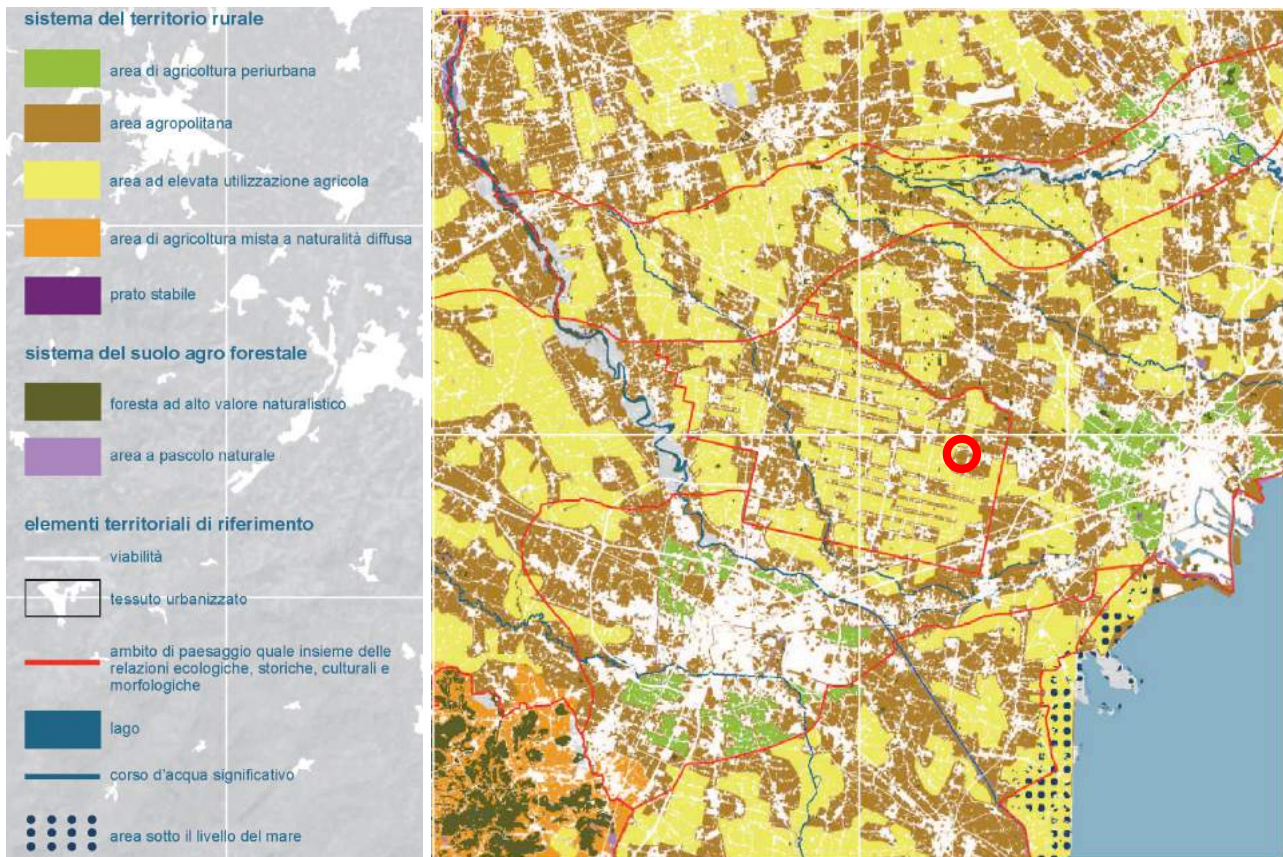 sistema del territorio rurale
area di agricoltura periurbana
area agropolitana
area ad elevata utilizzazione agricola
area di agricoltura mista a naturalità diffusa
prato stabile
sistema del suolo agro forestale
foresta ad alto valore naturalistico
area a pascolo naturale
elementi territoriali di riferimento
viabilità
tessuto urbanizzato
ambito di paesaggio quale insieme delle
relazioni ecologiche, storiche, culturali e
morfologiche
lago
corso d'acqua significativo
area sotto il livello del mare